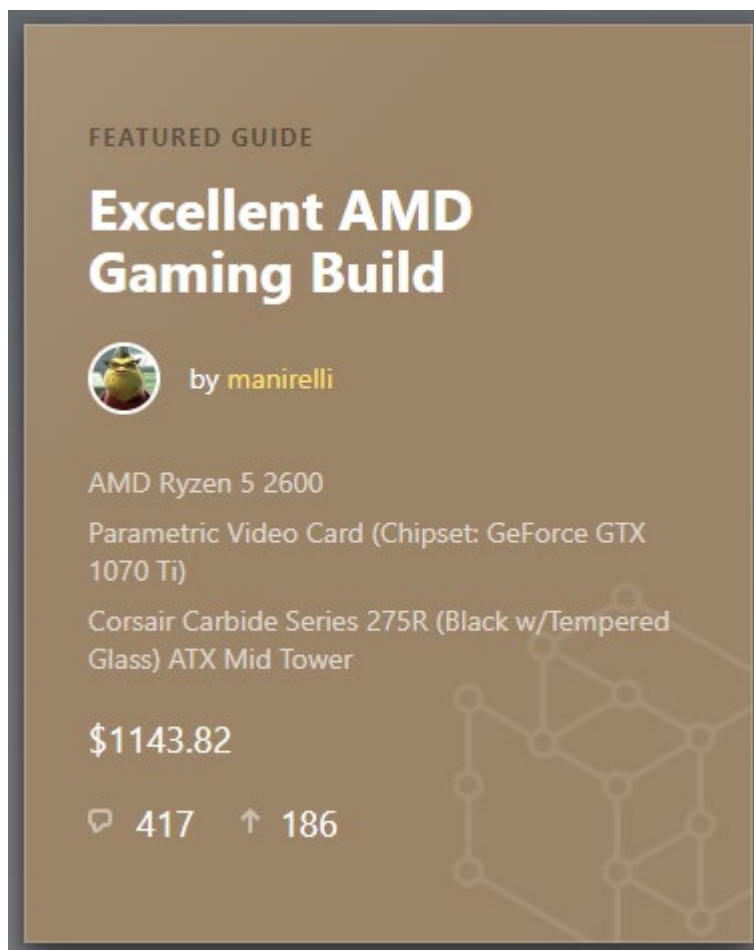 FEATURED GUIDE
Excellent AMD
Gaming Build
by manirelli
AMD Ryzen 5 2600
Parametric Video Card (Chipset: GeForce GTX
1070 Ti)
Corsair Carbide Series 275R (Black w/Tempered
Glass) ATX Mid Tower
$1143.82
417 186